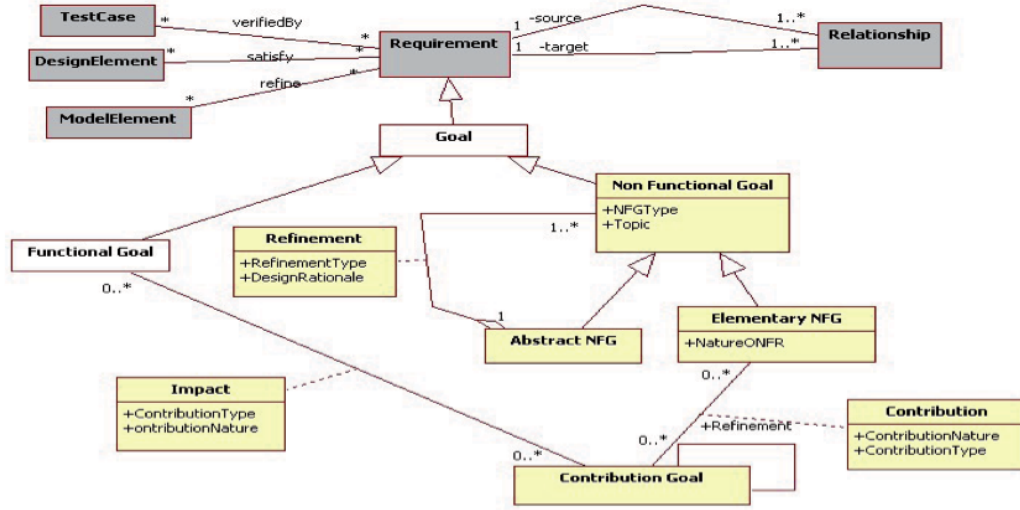 TestCase
*
verifiedBy
*
DesignElement
*
satisfy
*
ModelElement
*
refine
*
Requirement
1
-source
1..*
1
-target
1..*
Relationship
Goal
Non Functional Goal
+NFGType
+Topic
1..*
Refinement
+RefinementType
+DesignRationale
Functional Goal
0..*
1
Abstract NFG
Elementary NFG
+NatureONFR
0..*
Impact
+ContributionType
+ontributionNature
+Refinement
Contribution
+ContributionNature
+ContributionType
0..*
0..*
Contribution Goal